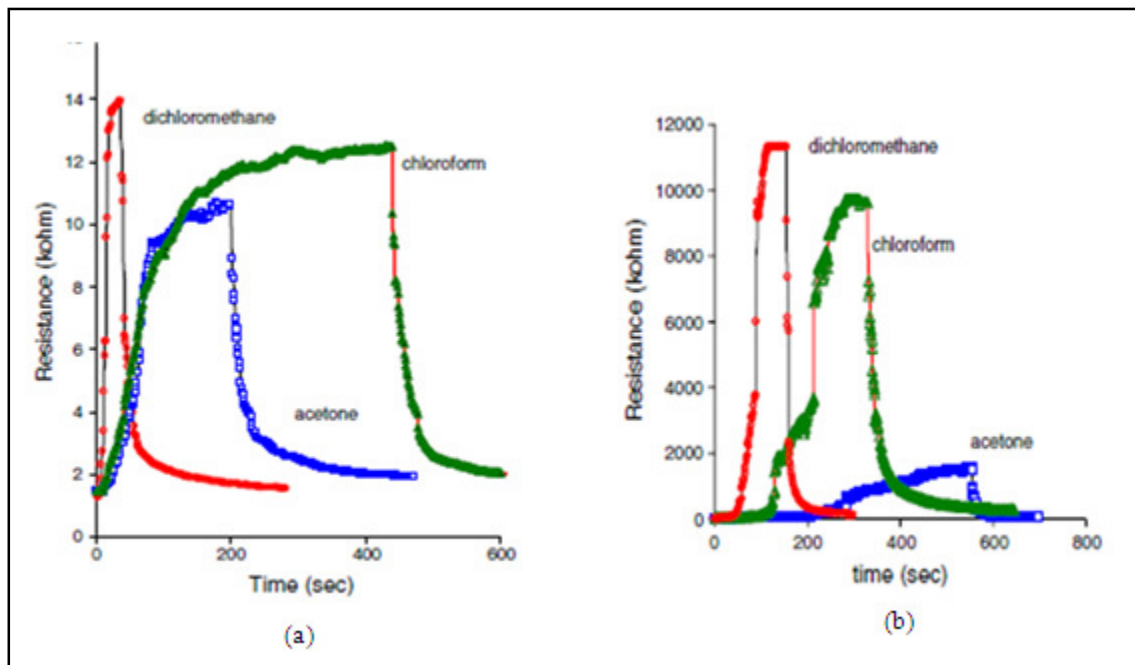 14
12
10
8
6
4
2
0
Resistance (kohm)
dichloromethane
chloroform
acetone
0 200 400 600
Time (sec)
(a)
12000
10000
8000
6000
4000
2000
0
Resistance (kohm)
dichloromethane
chloroform
acetone
0 200 400 600 800
time (sec)
(b)